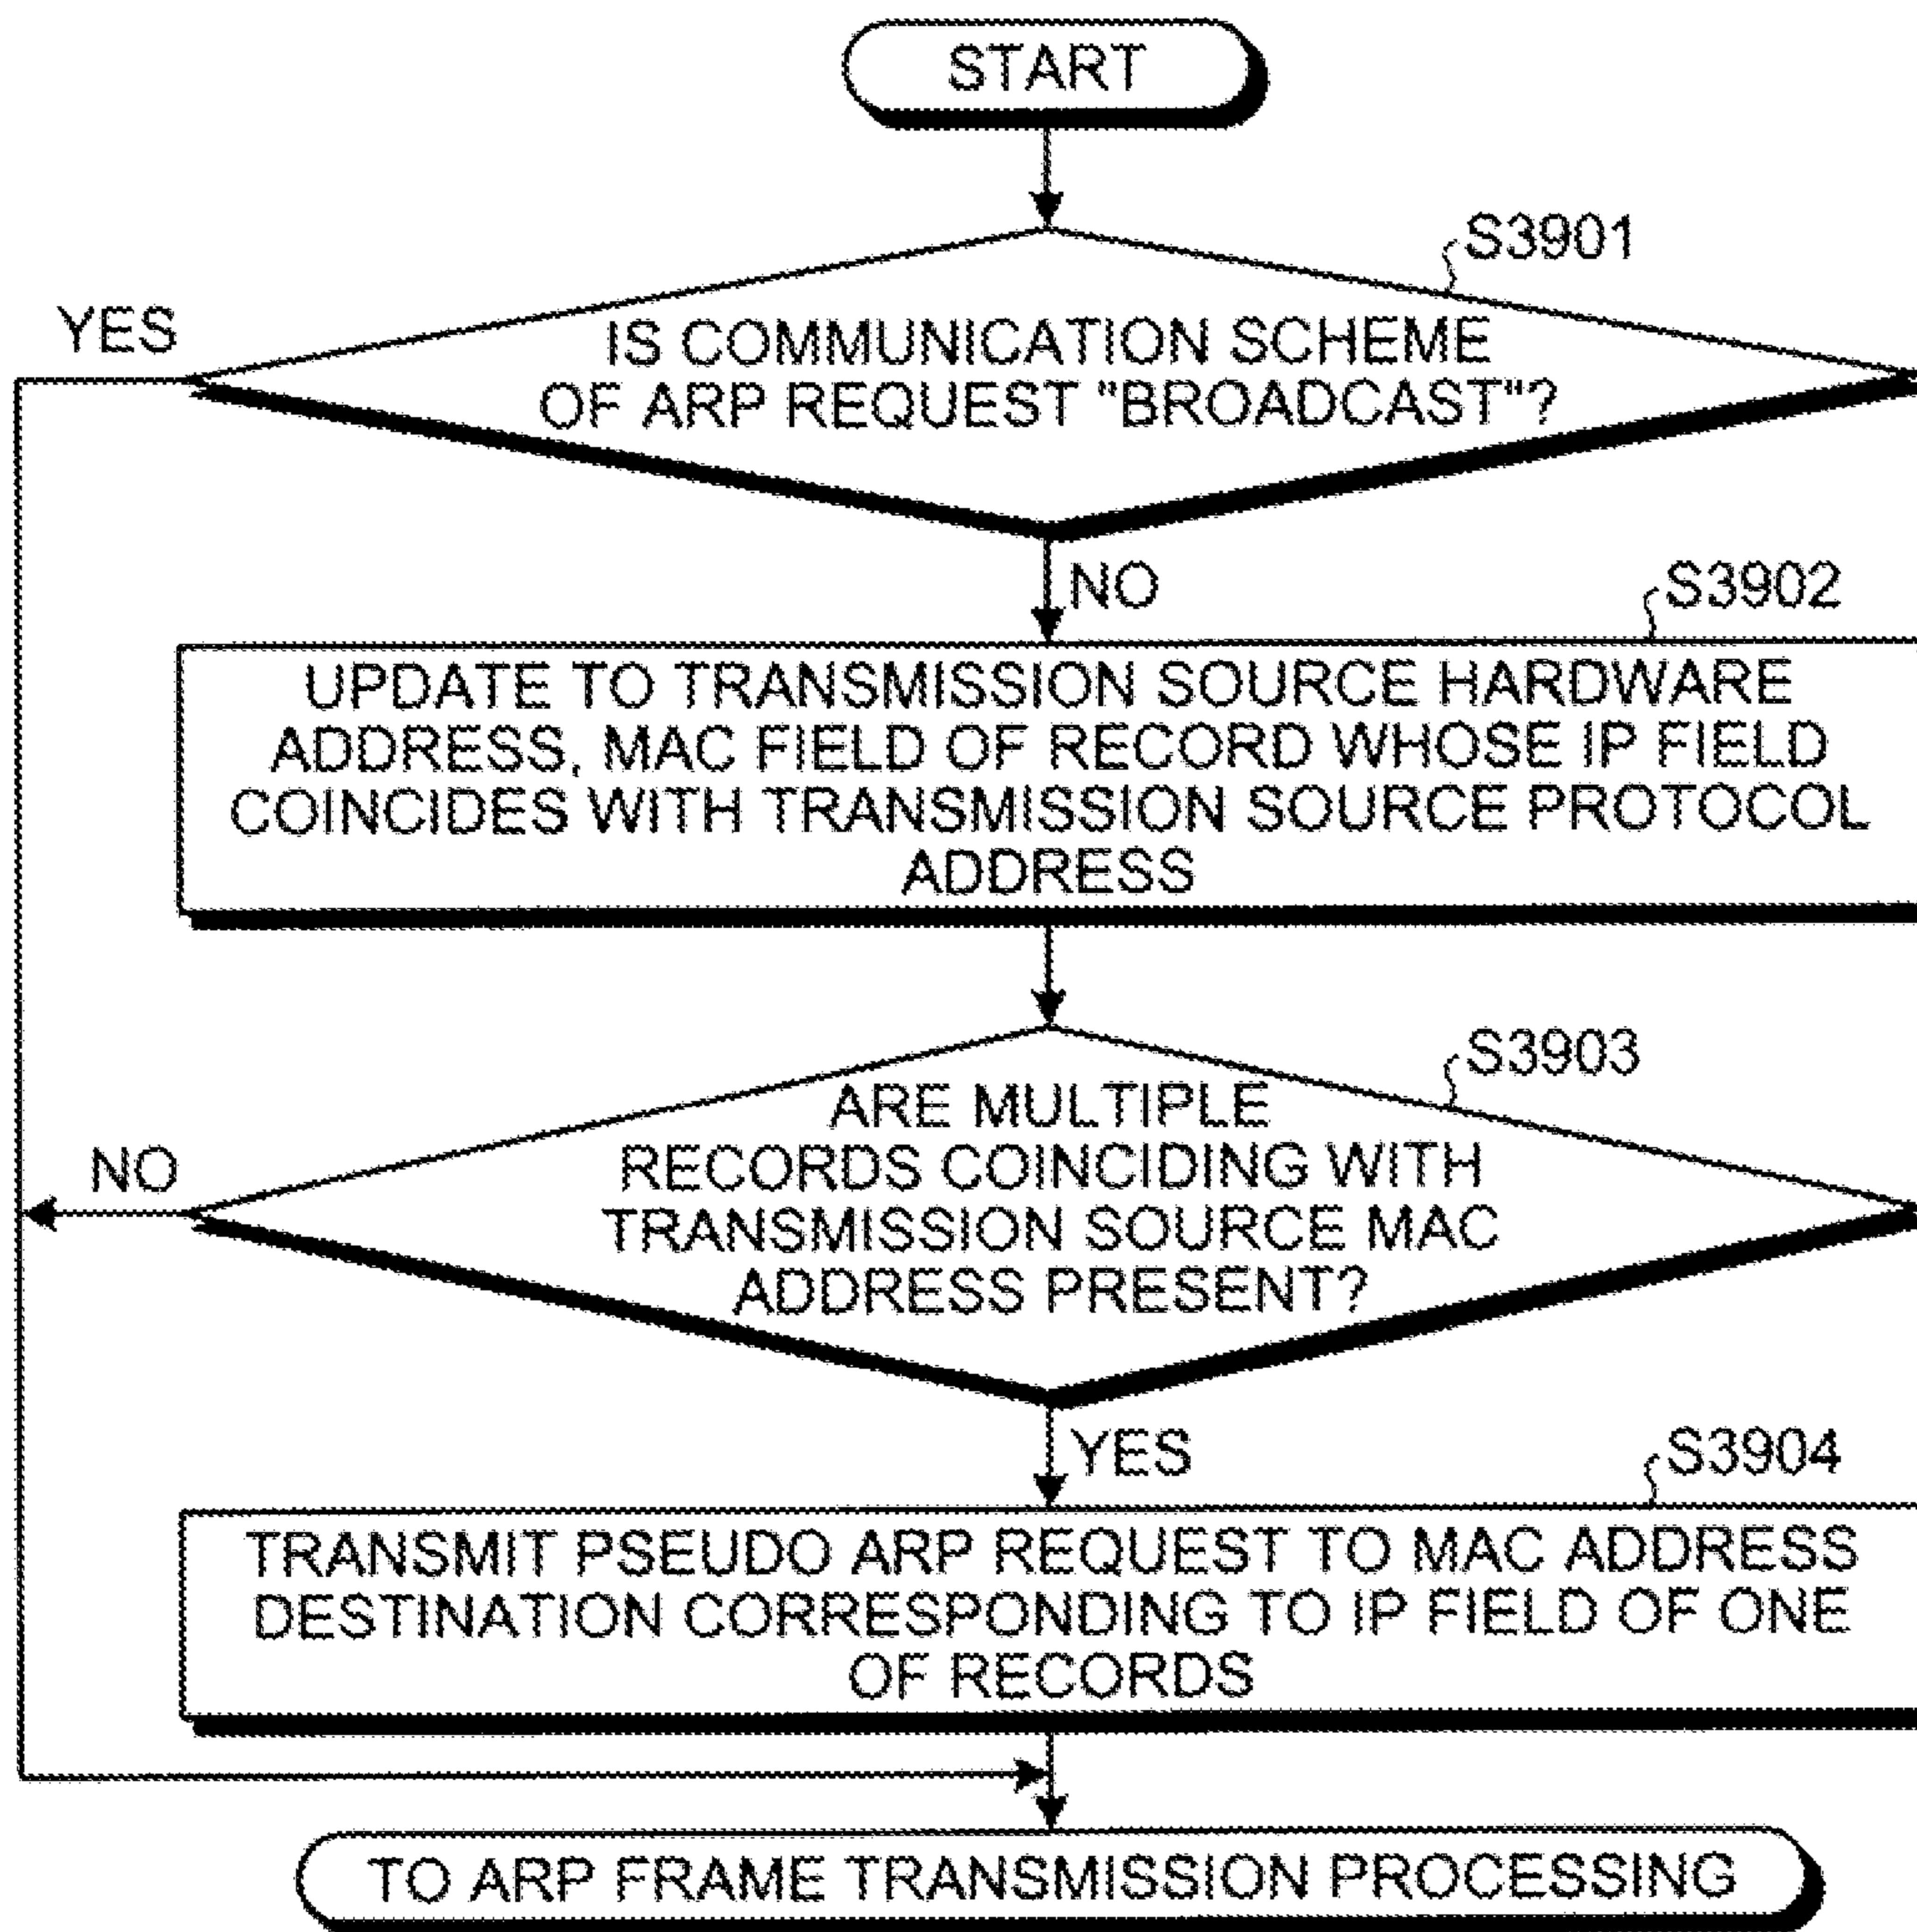 START
S3901
YES
IS COMMUNICATION SCHEME
OF ARP REQUEST "BROADCAST"?
NO
S3902
UPDATE TO TRANSMISSION SOURCE HARDWARE
ADDRESS, MAC FIELD OF RECORD WHOSE IP FIELD
COINCIDES WITH TRANSMISSION SOURCE PROTOCOL
ADDRESS
S3903
ARE MULTIPLE
RECORDS COINCIDING WITH
TRANSMISSION SOURCE MAC
ADDRESS PRESENT?
NO
YES
S3904
TRANSMIT PSEUDO ARP REQUEST TO MAC ADDRESS
DESTINATION CORRESPONDING TO IP FIELD OF ONE
OF RECORDS
TO ARP FRAME TRANSMISSION PROCESSING